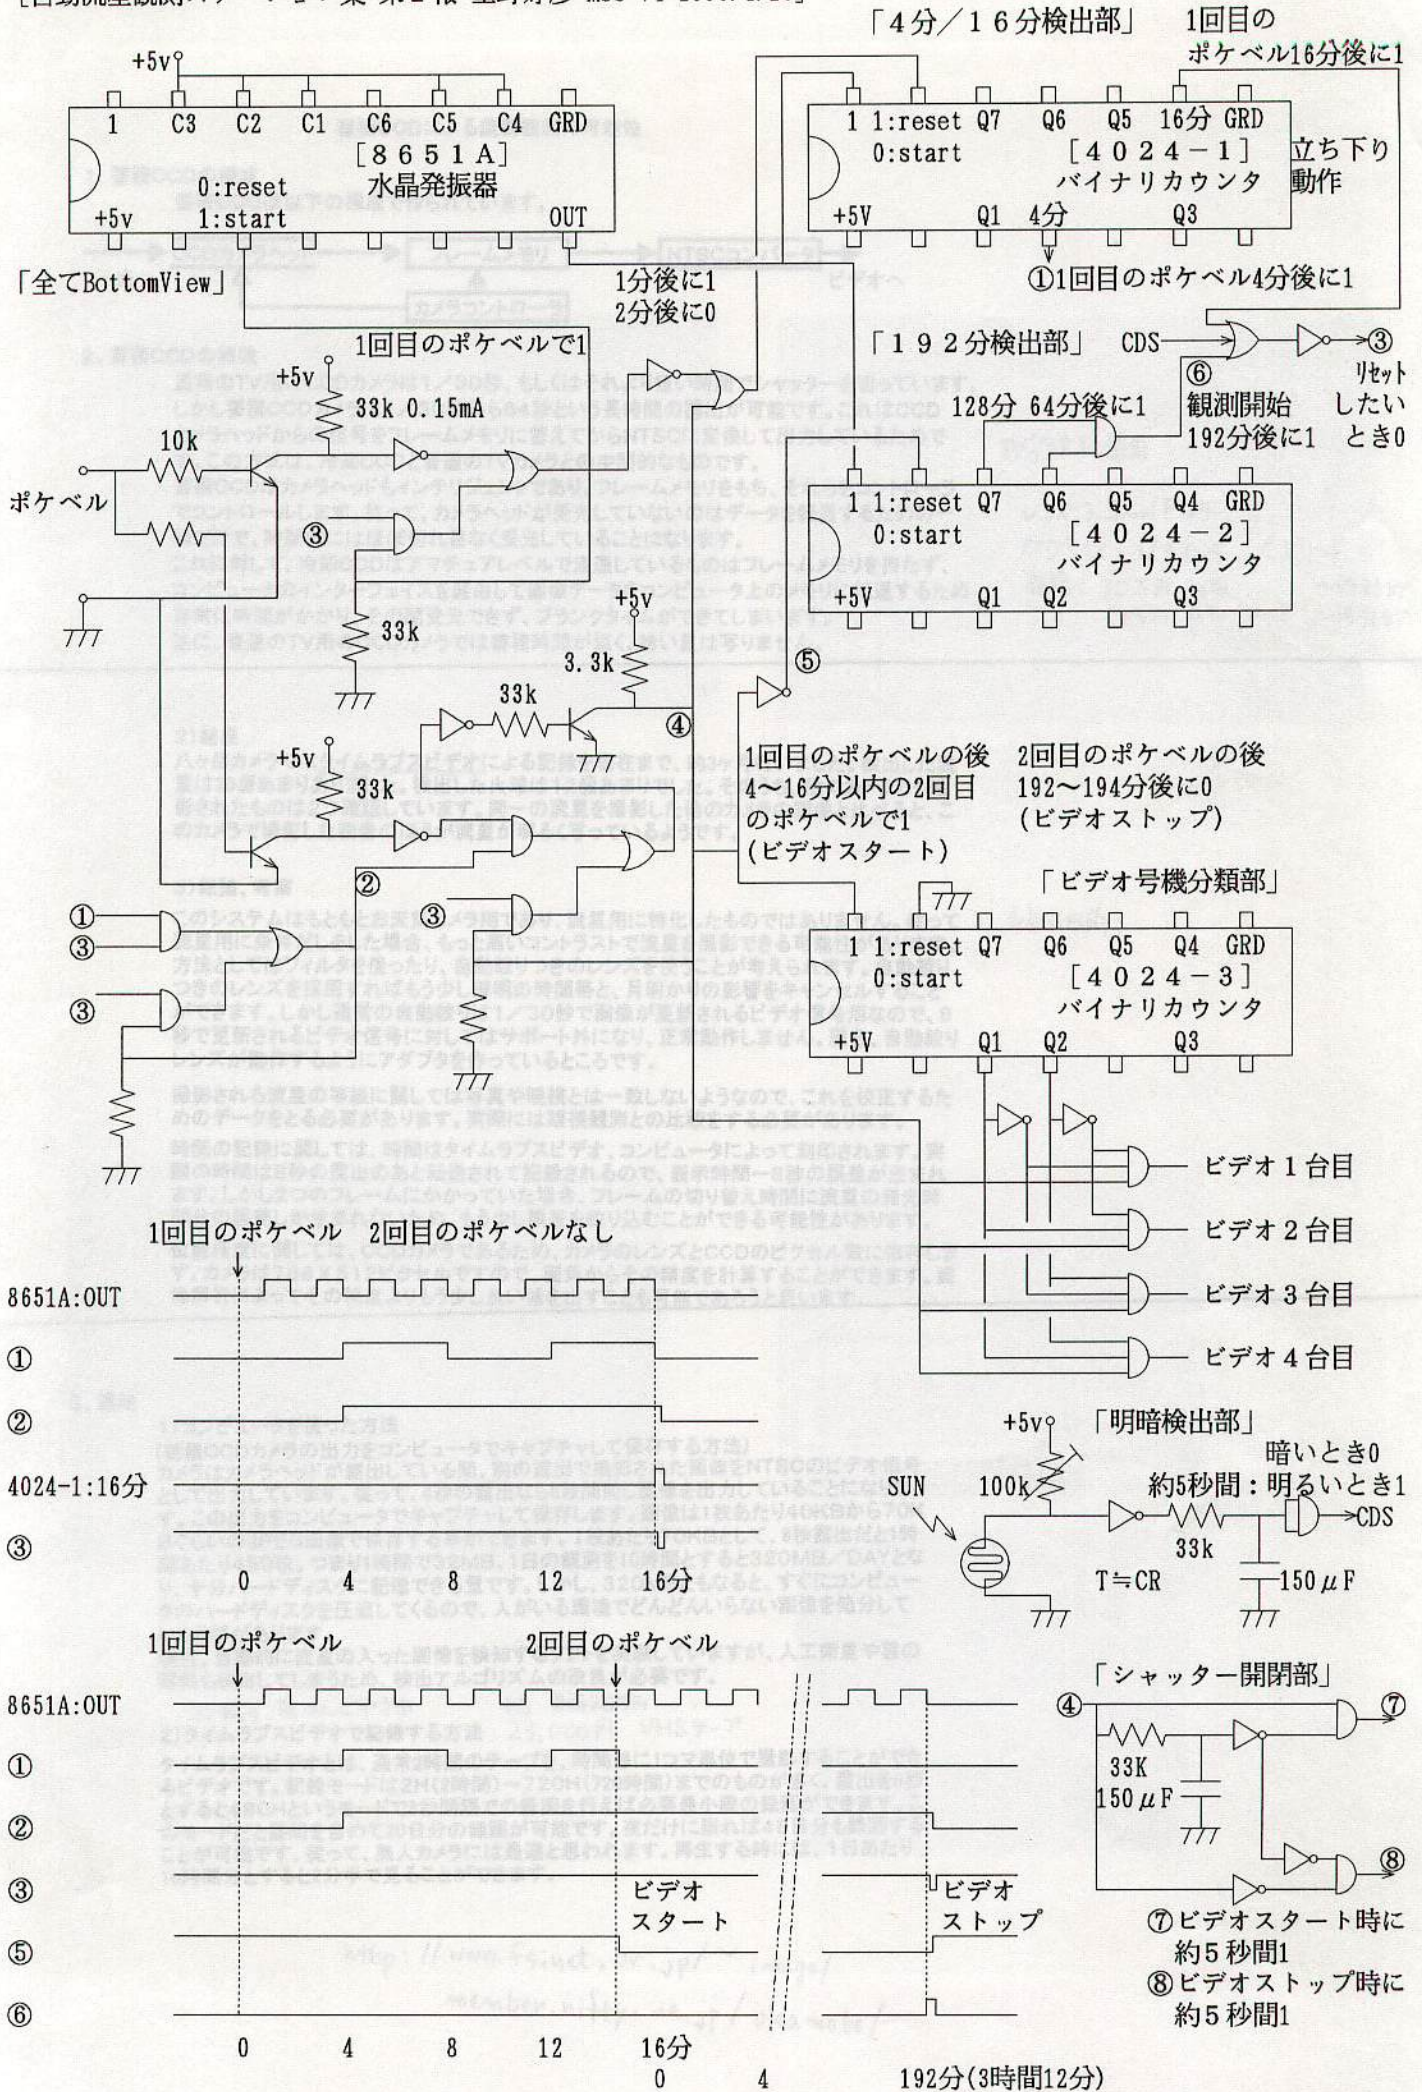 「4分／16分検出部」
1回目の
ポケベル16分後に1
+5v
1 C3 C2 C1 C6 C5 C4 GRD
[8651A]
水晶発振器
0:reset
1:start
+5v
OUT
1 1:reset Q7 Q6 Q5 16分 GRD
0:start
[4024-1]
バイナリカウンタ
立ち下り
動作
+5V Q1 4分 Q3
「全てBottomView」
1分後に1
2分後に0
①1回目のポケベル4分後に1
1回目のポケベルで1
「192分検出部」
CDS
③
リセット
したい
とき0
⑥
観測開始
192分後に1
128分 64分後に1
+5v
33k 0.15mA
10k
ポケベル
③
33k
1 1:reset Q7 Q6 Q5 Q4 GRD
0:start
[4024-2]
バイナリカウンタ
+5V Q1 Q2 Q3
+5v
3.3k
33k
④
⑤
+5v
33k
1回目のポケベルの後
4～16分以内の2回目
のポケベルで1
(ビデオスタート)
2回目のポケベルの後
192～194分後に0
(ビデオストップ)
②
①
③
③
③
「ビデオ号機分類部」
1 1:reset Q7 Q6 Q5 Q4 GRD
0:start
[4024-3]
バイナリカウンタ
+5V Q1 Q2 Q3
ビデオ1台目
ビデオ2台目
ビデオ3台目
ビデオ4台目
1回目のポケベル 2回目のポケベルなし
8651A:OUT
①
②
4024-1:16分
③
0 4 8 12 16分
「明暗検出部」
+5v
暗いとき0
約5秒間：明るいとき1
SUN
100k
33k
CDS
T≒CR
150μF
1回目のポケベル 2回目のポケベル
8651A:OUT
①
②
③
ビデオ
スタート
ビデオ
ストップ
⑤
⑥
0 4 8 12 16分
0 4 192分(3時間12分)
「シャッター開閉部」
④
⑦
33K
150μF
⑧
⑦ビデオスタート時に
約5秒間1
⑧ビデオストップ時に
約5秒間1